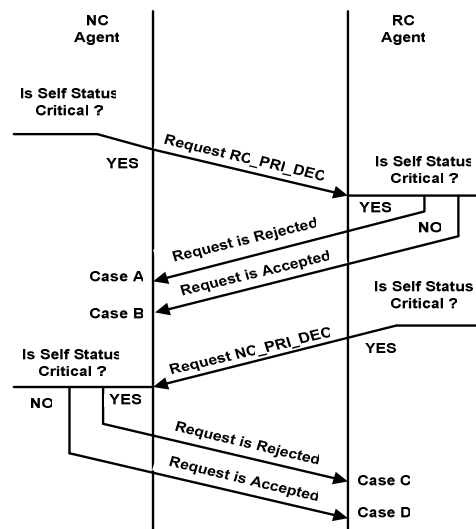 NC
Agent
RC
Agent
Is Self Status
Critical ?
YES
Request RC_PRI_DEC
Is Self Status
Critical ?
YES
NO
Request is Rejected
Request is Accepted
Case A
Case B
Is Self Status
Critical ?
YES
Request NC_PRI_DEC
Is Self Status
Critical ?
NO
YES
Request is Rejected
Request is Accepted
Case C
Case D